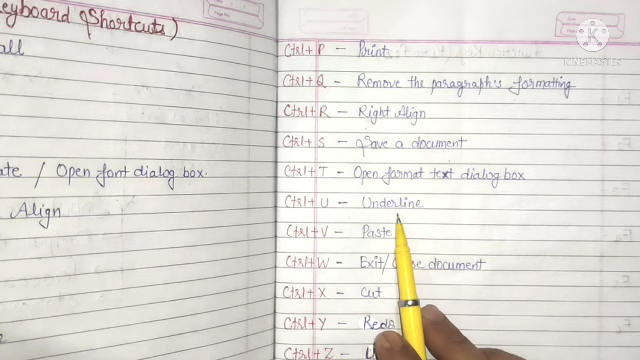 eyboard Shortcuts)
all
ate / Open font dialog box.
Align
Ctrl+ P - Print
Ctrl+ Q - Remove the paragraph's formatting
Ctrl+ R - Right Align
Ctrl+ S - Save a document
Ctrl+ T - Open format text dialog box
Ctrl+ U - Underline
Ctrl+ V - Paste
Ctrl+ W - Exit/ document
Ctrl+ X - Cut
Ctrl+ Y - Redo
Ctrl+ Z -
KINEMASTER